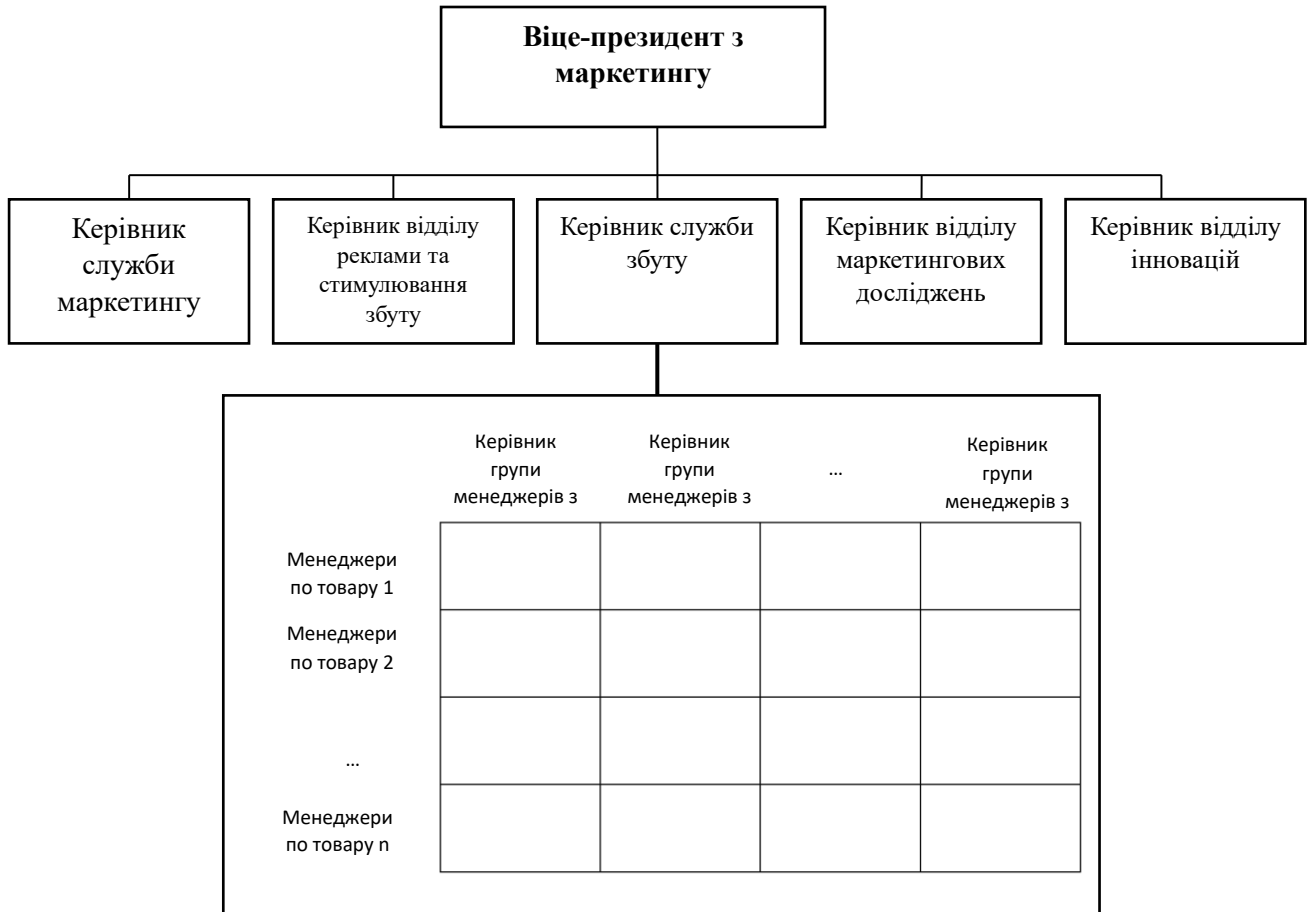 Віце-президент з
маркетингу
Керівник
служби
маркетингу
Керівник відділу
реклами та
стимулювання
збуту
Керівник служби
збуту
Керівник відділу
маркетингових
досліджень
Керівник відділу
інновацій
Керівник
групи
менеджерів з
Керівник
групи
менеджерів з
...
Керівник
групи
менеджерів з
Менеджери
по товару 1
Менеджери
по товару 2
...
Менеджери
по товару n